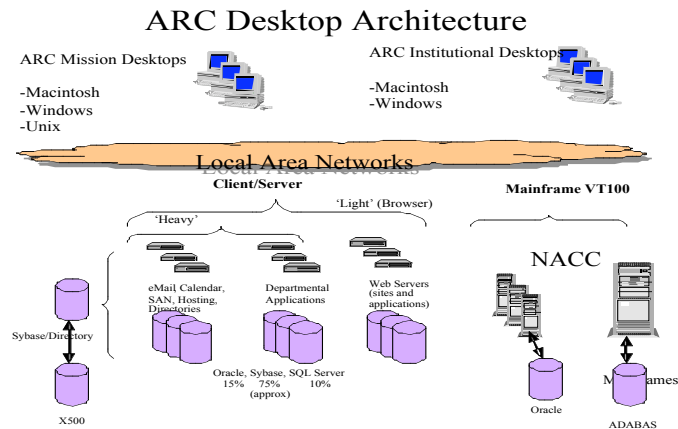 ARC Desktop Architecture
ARC Mission Desktops
-Macintosh
-Windows
-Unix
ARC Institutional Desktops
-Macintosh
-Windows
Local Area Networks
Client/Server
Mainframe VT100
'Heavy'
'Light' (Browser)
eMail, Calendar,
SAN, Hosting,
Directories
Departmental
Applications
Web Servers
(sites and
applications)
NACC
Sybase/Directory
X500
Oracle, Sybase, SQL Server
15% 75% 10%
(approx)
Oracle
ADABAS